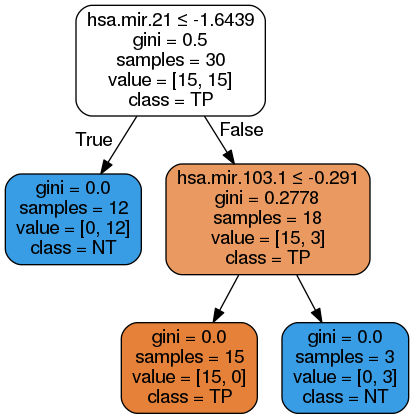 hsa.mir.21 ≤ -1.6439
gini = 0.5
samples = 30
value = [15, 15]
class = TP
True
False
gini = 0.0
samples = 12
value = [0, 12]
class = NT
hsa.mir.103.1 ≤ -0.291
gini = 0.2778
samples = 18
value = [15, 3]
class = TP
gini = 0.0
samples = 15
value = [15, 0]
class = TP
gini = 0.0
samples = 3
value = [0, 3]
class = NT